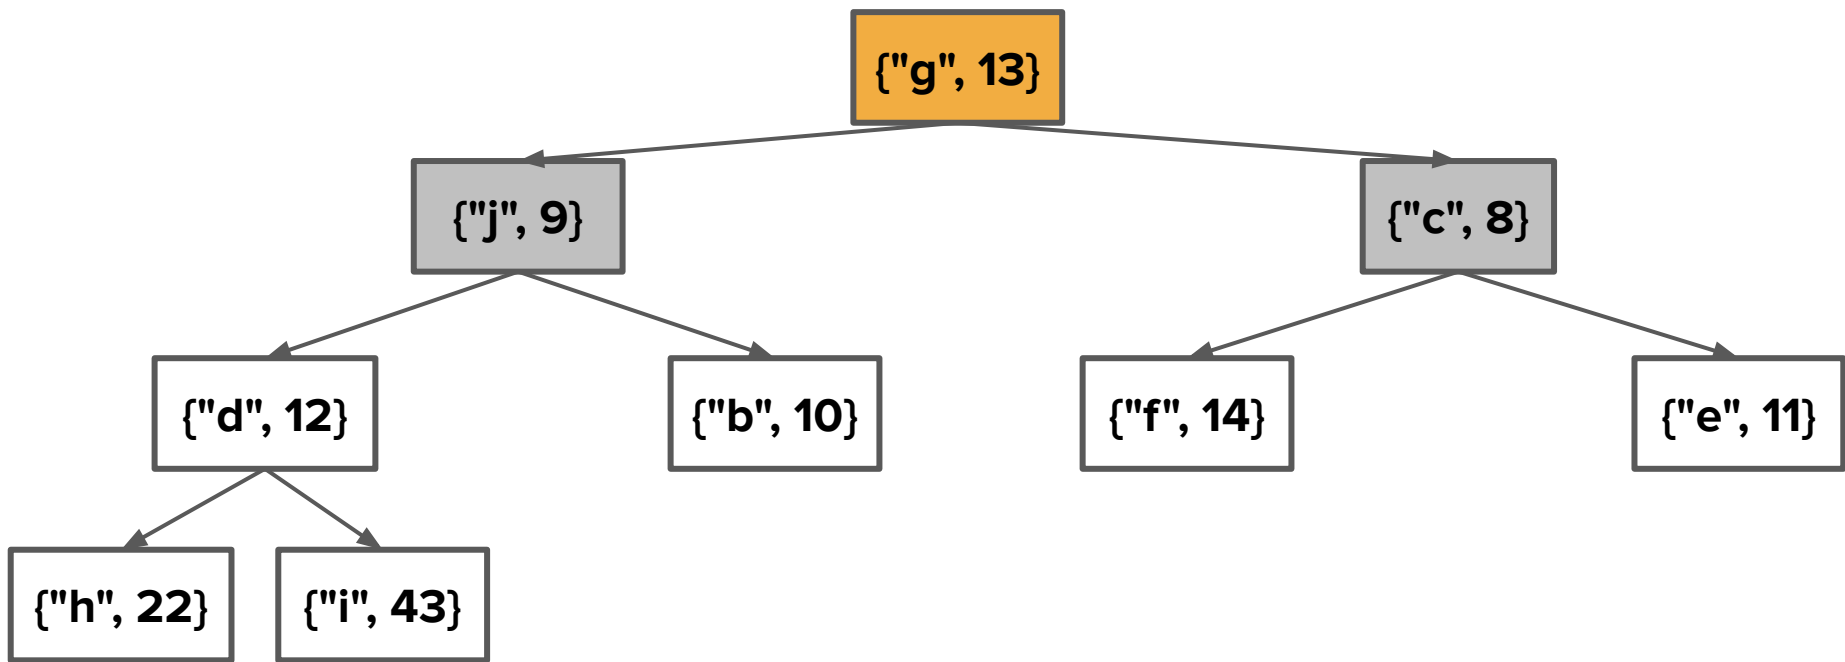 {"g", 13}
{"j", 9}
{"c", 8}
{"d", 12}
{"b", 10}
{"f", 14}
{"e", 11}
{"h", 22}
{"i", 43}